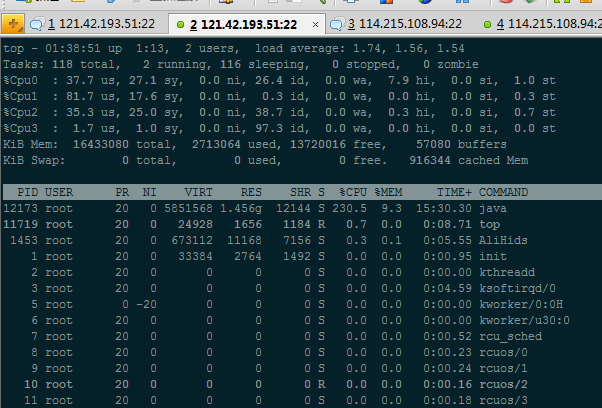 1 121.42.193.51:22 2 121.42.193.51:22 × 3 114.215.108.94:22 4 114.215.108.94:2
top - 01:38:51 up  1:13,  2 users,  load average: 1.74, 1.56, 1.54
Tasks: 118 total,   2 running, 116 sleeping,   0 stopped,   0 zombie
%Cpu0  : 37.7 us, 27.1 sy,  0.0 ni, 26.4 id,  0.0 wa,  7.9 hi,  0.0 si,  1.0 st
%Cpu1  : 81.7 us, 17.6 sy,  0.0 ni,  0.3 id,  0.0 wa,  0.0 hi,  0.0 si,  0.3 st
%Cpu2  : 35.3 us, 25.0 sy,  0.0 ni, 38.7 id,  0.0 wa,  0.3 hi,  0.0 si,  0.7 st
%Cpu3  :  1.7 us,  1.0 sy,  0.0 ni, 97.3 id,  0.0 wa,  0.0 hi,  0.0 si,  0.0 st
KiB Mem:  16433080 total,  2713064 used, 13720016 free,    57080 buffers
KiB Swap:        0 total,        0 used,        0 free.   916344 cached Mem
PID USER      PR  NI    VIRT    RES    SHR S  %CPU %MEM     TIME+ COMMAND
12173 root      20   0 5851568 1.456g  12144 S 230.5  9.3  15:30.30 java
11719 root      20   0   24928   1656   1184 R   0.7  0.0   0:08.71 top
1453 root      20   0  673112  11168   7156 S   0.3  0.1   0:05.55 AliHids
1 root      20   0   33384   2764   1492 S   0.0  0.0   0:00.95 init
2 root      20   0       0      0      0 S   0.0  0.0   0:00.00 kthreadd
3 root      20   0       0      0      0 S   0.0  0.0   0:04.59 ksoftirqd/0
5 root       0 -20       0      0      0 S   0.0  0.0   0:00.00 kworker/0:0H
6 root      20   0       0      0      0 S   0.0  0.0   0:00.00 kworker/u30:0
7 root      20   0       0      0      0 S   0.0  0.0   0:00.52 rcu_sched
8 root      20   0       0      0      0 S   0.0  0.0   0:00.23 rcuos/0
9 root      20   0       0      0      0 S   0.0  0.0   0:00.24 rcuos/1
10 root      20   0       0      0      0 R   0.0  0.0   0:00.16 rcuos/2
11 root      20   0       0      0      0 S   0.0  0.0   0:00.18 rcuos/3